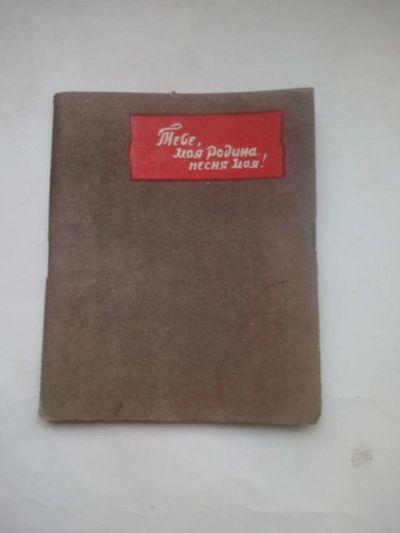 Тебе,
моя Родина
песня моя!